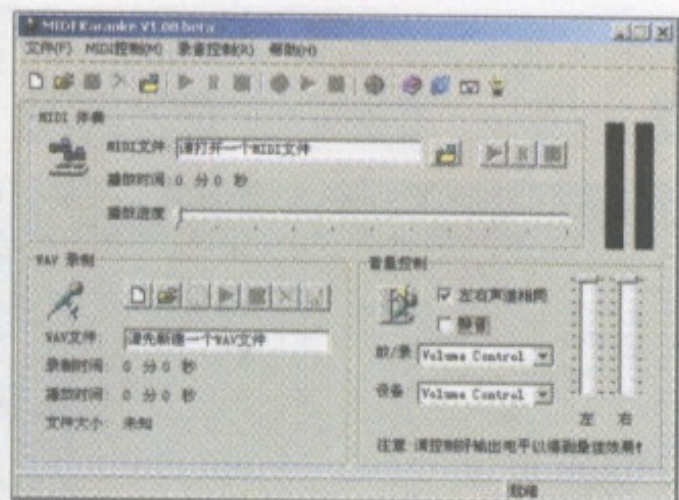 MIDI Karaoke V1.00 beta
文件(F) MIDI控制(M) 录音控制(R) 帮助(H)
MIDI 伴奏
MIDI文件: 请打开一个MIDI文件
播放时间: 0 分 0 秒
播放进度
WAV 录制
WAV文件: 请先新建一个WAV文件
录制时间: 0 分 0 秒
播放时间: 0 分 0 秒
文件大小: 未知
音量控制
左右声道相同
静音
放/录 Volume Control
设备 Volume Control
左 右
注意: 请控制好输出电平以得到最佳效果!
就绪